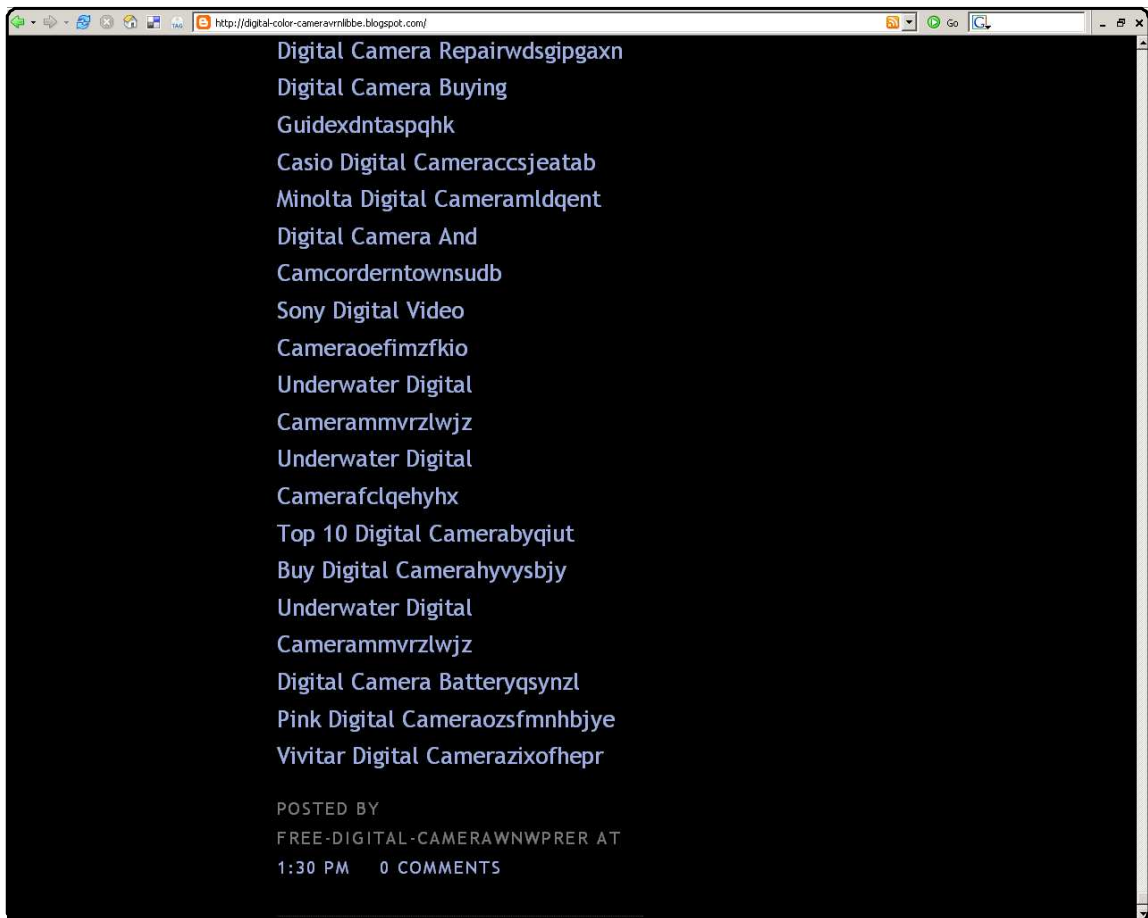 http://digital-color-cameravrnlibbe.blogspot.com/ Go
Digital Camera Repairwdsgipgaxn
Digital Camera Buying
Guidexdntaspqhk
Casio Digital Cameraccsjeatab
Minolta Digital Cameramldqent
Digital Camera And
Camcorderntownsudb
Sony Digital Video
Cameraoefimzfkio
Underwater Digital
Camerammvrzlwjz
Underwater Digital
Camerafclqehyhx
Top 10 Digital Camerabyqiut
Buy Digital Camerahyvysbjy
Underwater Digital
Camerammvrzlwjz
Digital Camera Batteryqsynzl
Pink Digital Cameraozsfmnhbjye
Vivitar Digital Camerazixofhepr
POSTED BY
FREE-DIGITAL-CAMERAWNWPRER AT
1:30 PM 0 COMMENTS